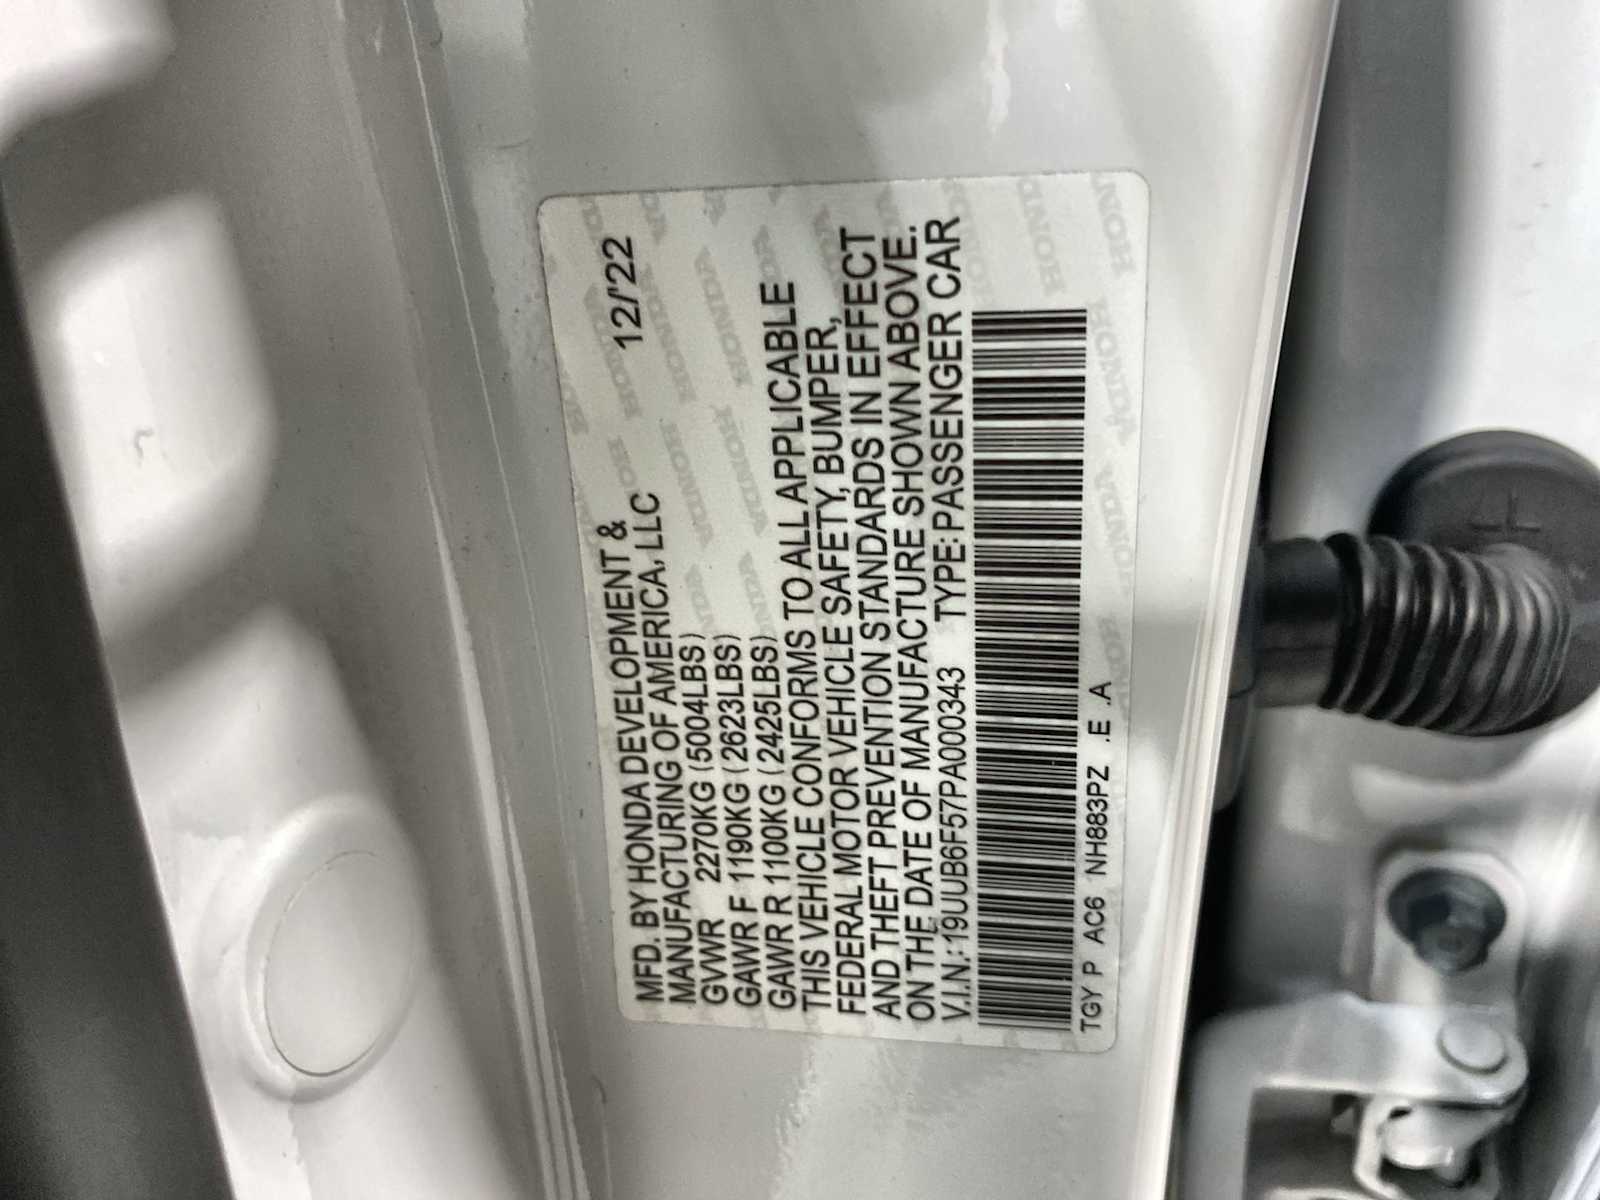 MFD. BY HONDA DEVELOPMENT &
MANUFACTURING OF AMERICA, LLC 12/'22
GVWR 2270KG (5004LBS)
GAWR F 1190KG (2623LBS)
GAWR R 1100KG (2425LBS)
THIS VEHICLE CONFORMS TO ALL APPLICABLE
FEDERAL MOTOR VEHICLE SAFETY, BUMPER,
AND THEFT PREVENTION STANDARDS IN EFFECT
ON THE DATE OF MANUFACTURE SHOWN ABOVE.
V.I.N.: 19UUB6F57PA000343 TYPE: PASSENGER CAR
TGY P AC6 NH883PZ .E .A